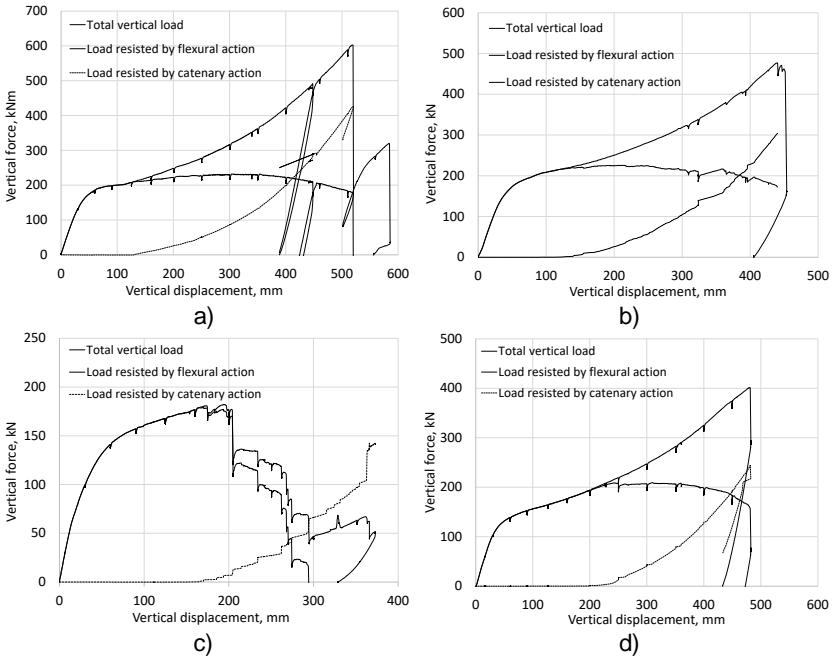 Total vertical load
Load resisted by flexural action
Load resisted by catenary action
Vertical force, kNm
700
600
500
400
300
200
100
0
0 100 200 300 400 500 600
Vertical displacement, mm
a)
Total vertical load
Load resisted by flexural action
Load resisted by catenary action
Vertical force, kN
600
500
400
300
200
100
0
0 100 200 300 400 500
Vertical displacement, mm
b)
Total vertical load
Load resisted by flexural action
Load resisted by catenary action
Vertical force, kN
250
200
150
100
50
0
0 100 200 300 400
Vertical displacement, mm
c)
Total vertical load
Load resisted by flexural action
Load resisted by catenary action
Vertical force, kN
500
400
300
200
100
0
0 100 200 300 400 500 600
Vertical displacement, mm
d)